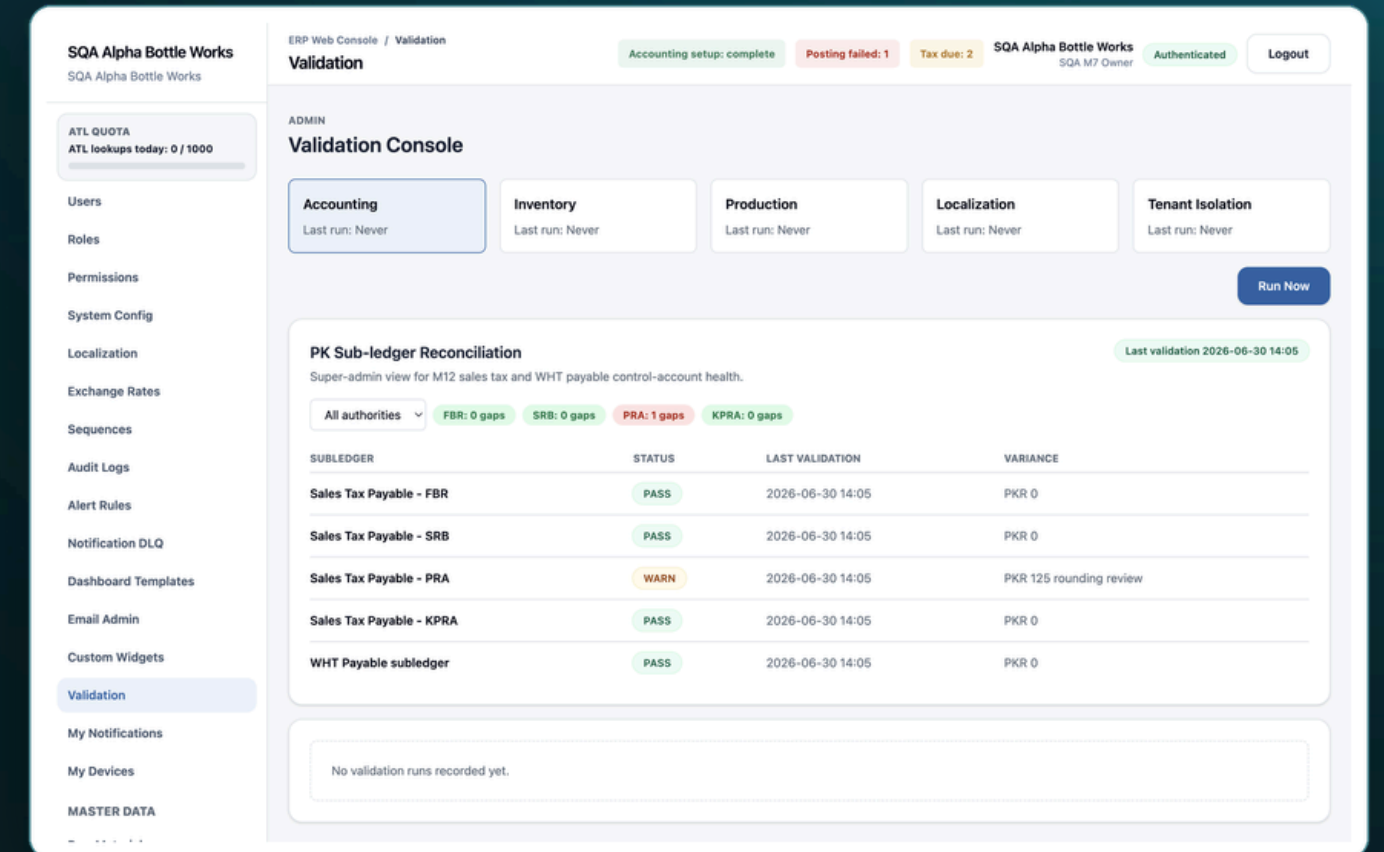 SQA Alpha Bottle Works
SQA Alpha Bottle Works
ATL QUOTA
ATL lookups today: 0 / 1000
Users
Roles
Permissions
System Config
Localization
Exchange Rates
Sequences
Audit Logs
Alert Rules
Notification DLQ
Dashboard Templates
Email Admin
Custom Widgets
Validation
My Notifications
My Devices
MASTER DATA
ERP Web Console / Validation
Validation
Accounting setup: complete
Posting failed: 1
Tax due: 2
SQA Alpha Bottle Works
SQA M7 Owner
Authenticated
Logout
ADMIN
Validation Console
Accounting
Last run: Never
Inventory
Last run: Never
Production
Last run: Never
Localization
Last run: Never
Tenant Isolation
Last run: Never
Run Now
PK Sub-ledger Reconciliation
Last validation 2026-06-30 14:05
Super-admin view for M12 sales tax and WHT payable control-account health.
All authorities FBR: 0 gaps SRB: 0 gaps PRA: 1 gaps KPRA: 0 gaps
SUBLEDGER STATUS LAST VALIDATION VARIANCE
Sales Tax Payable - FBR PASS 2026-06-30 14:05 PKR 0
Sales Tax Payable - SRB PASS 2026-06-30 14:05 PKR 0
Sales Tax Payable - PRA WARN 2026-06-30 14:05 PKR 125 rounding review
Sales Tax Payable - KPRA PASS 2026-06-30 14:05 PKR 0
WHT Payable subledger PASS 2026-06-30 14:05 PKR 0
No validation runs recorded yet.